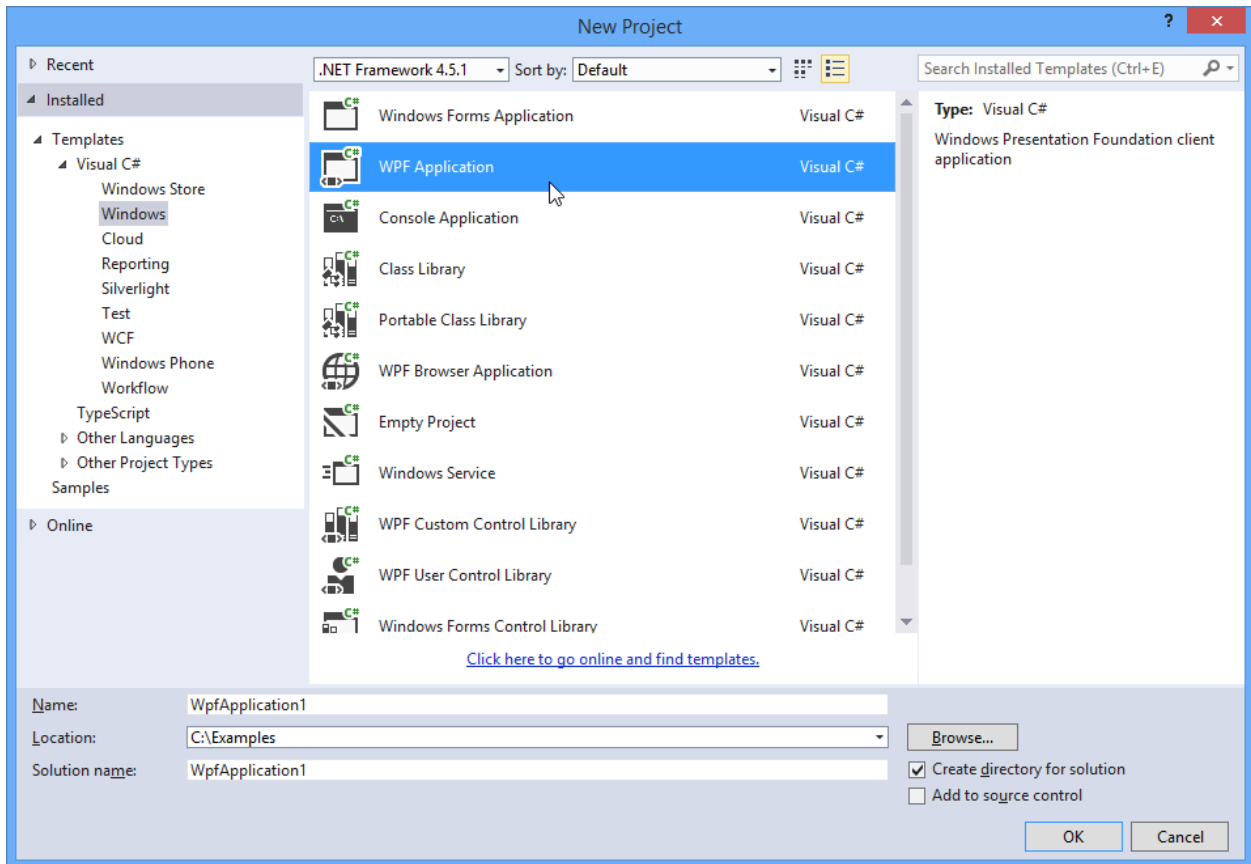 New Project
?
Recent
Installed
Templates
Visual C#
Windows Store
Windows
Cloud
Reporting
Silverlight
Test
WCF
Windows Phone
Workflow
TypeScript
Other Languages
Other Project Types
Samples
Online
.NET Framework 4.5.1 Sort by: Default
Windows Forms Application Visual C#
WPF Application Visual C#
Console Application Visual C#
Class Library Visual C#
Portable Class Library Visual C#
WPF Browser Application Visual C#
Empty Project Visual C#
Windows Service Visual C#
WPF Custom Control Library Visual C#
WPF User Control Library Visual C#
Windows Forms Control Library Visual C#
Click here to go online and find templates.
Search Installed Templates (Ctrl+E)
Type: Visual C#
Windows Presentation Foundation client
application
Name: WpfApplication1
Location: C:\Examples
Browse...
Solution name: WpfApplication1
Create directory for solution
Add to source control
OK Cancel